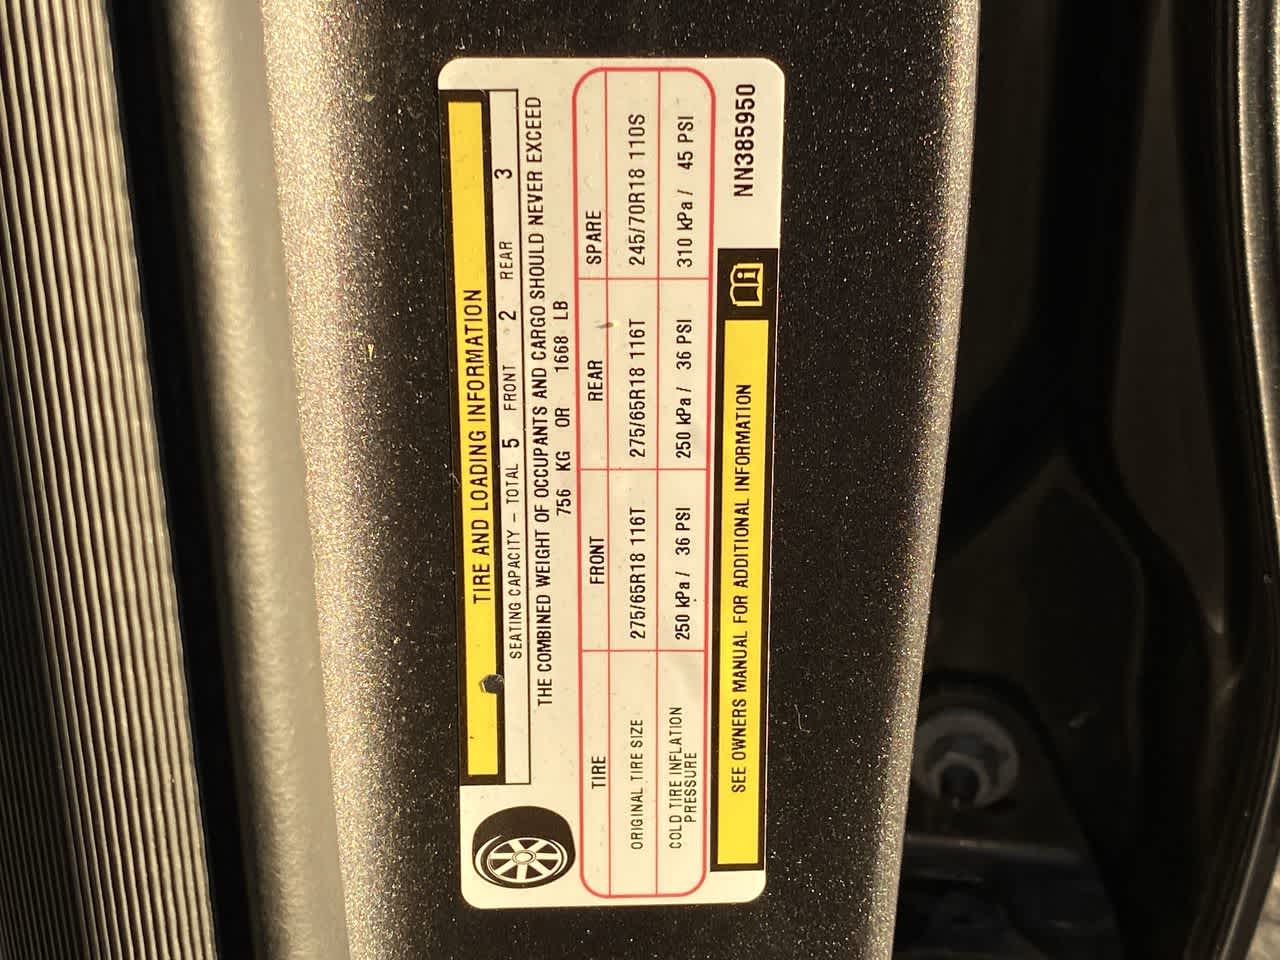 TIRE AND LOADING INFORMATION
SEATING CAPACITY – TOTAL 5 FRONT 2 REAR 3
THE COMBINED WEIGHT OF OCCUPANTS AND CARGO SHOULD NEVER EXCEED
756 KG OR 1668 LB
TIRE FRONT REAR SPARE
ORIGINAL TIRE SIZE 275/65R18 116T 275/65R18 116T 245/70R18 110S
COLD TIRE INFLATION
PRESSURE 250 kPa / 36 PSI 250 kPa / 36 PSI 310 kPa / 45 PSI
SEE OWNERS MANUAL FOR ADDITIONAL INFORMATION
NN385950